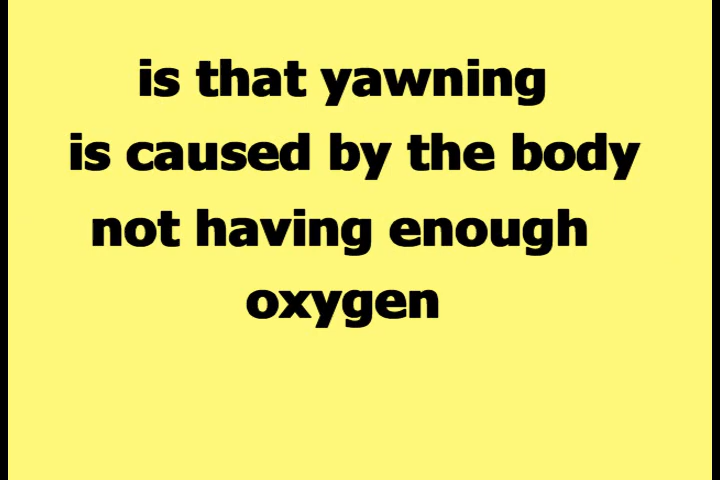 is that yawning
is caused by the body
not having enough
oxygen